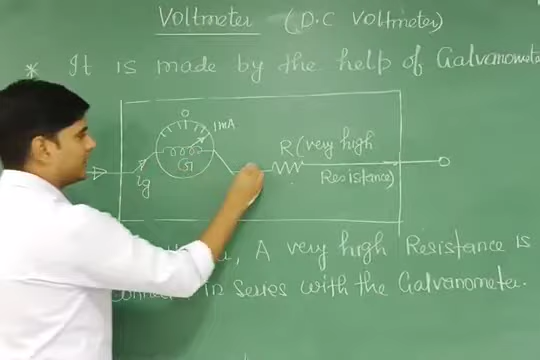 Voltmeter (D.C Voltmeter)
* It is made by the help of Galvanomete
0
1mA
G
ig
R (very high
Resistance)
, A very high Resistance is
in Series with the Galvanometer.